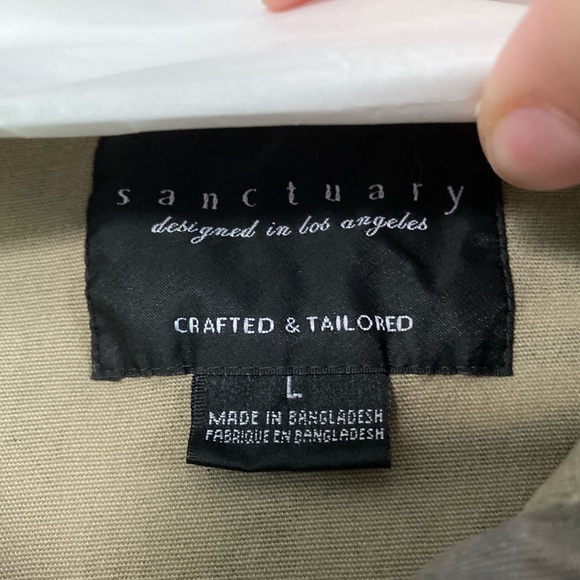 sanctuary
designed in los angeles
CRAFTED & TAILORED
L
MADE IN BANGLADESH
FABRIQUE EN BANGLADESH